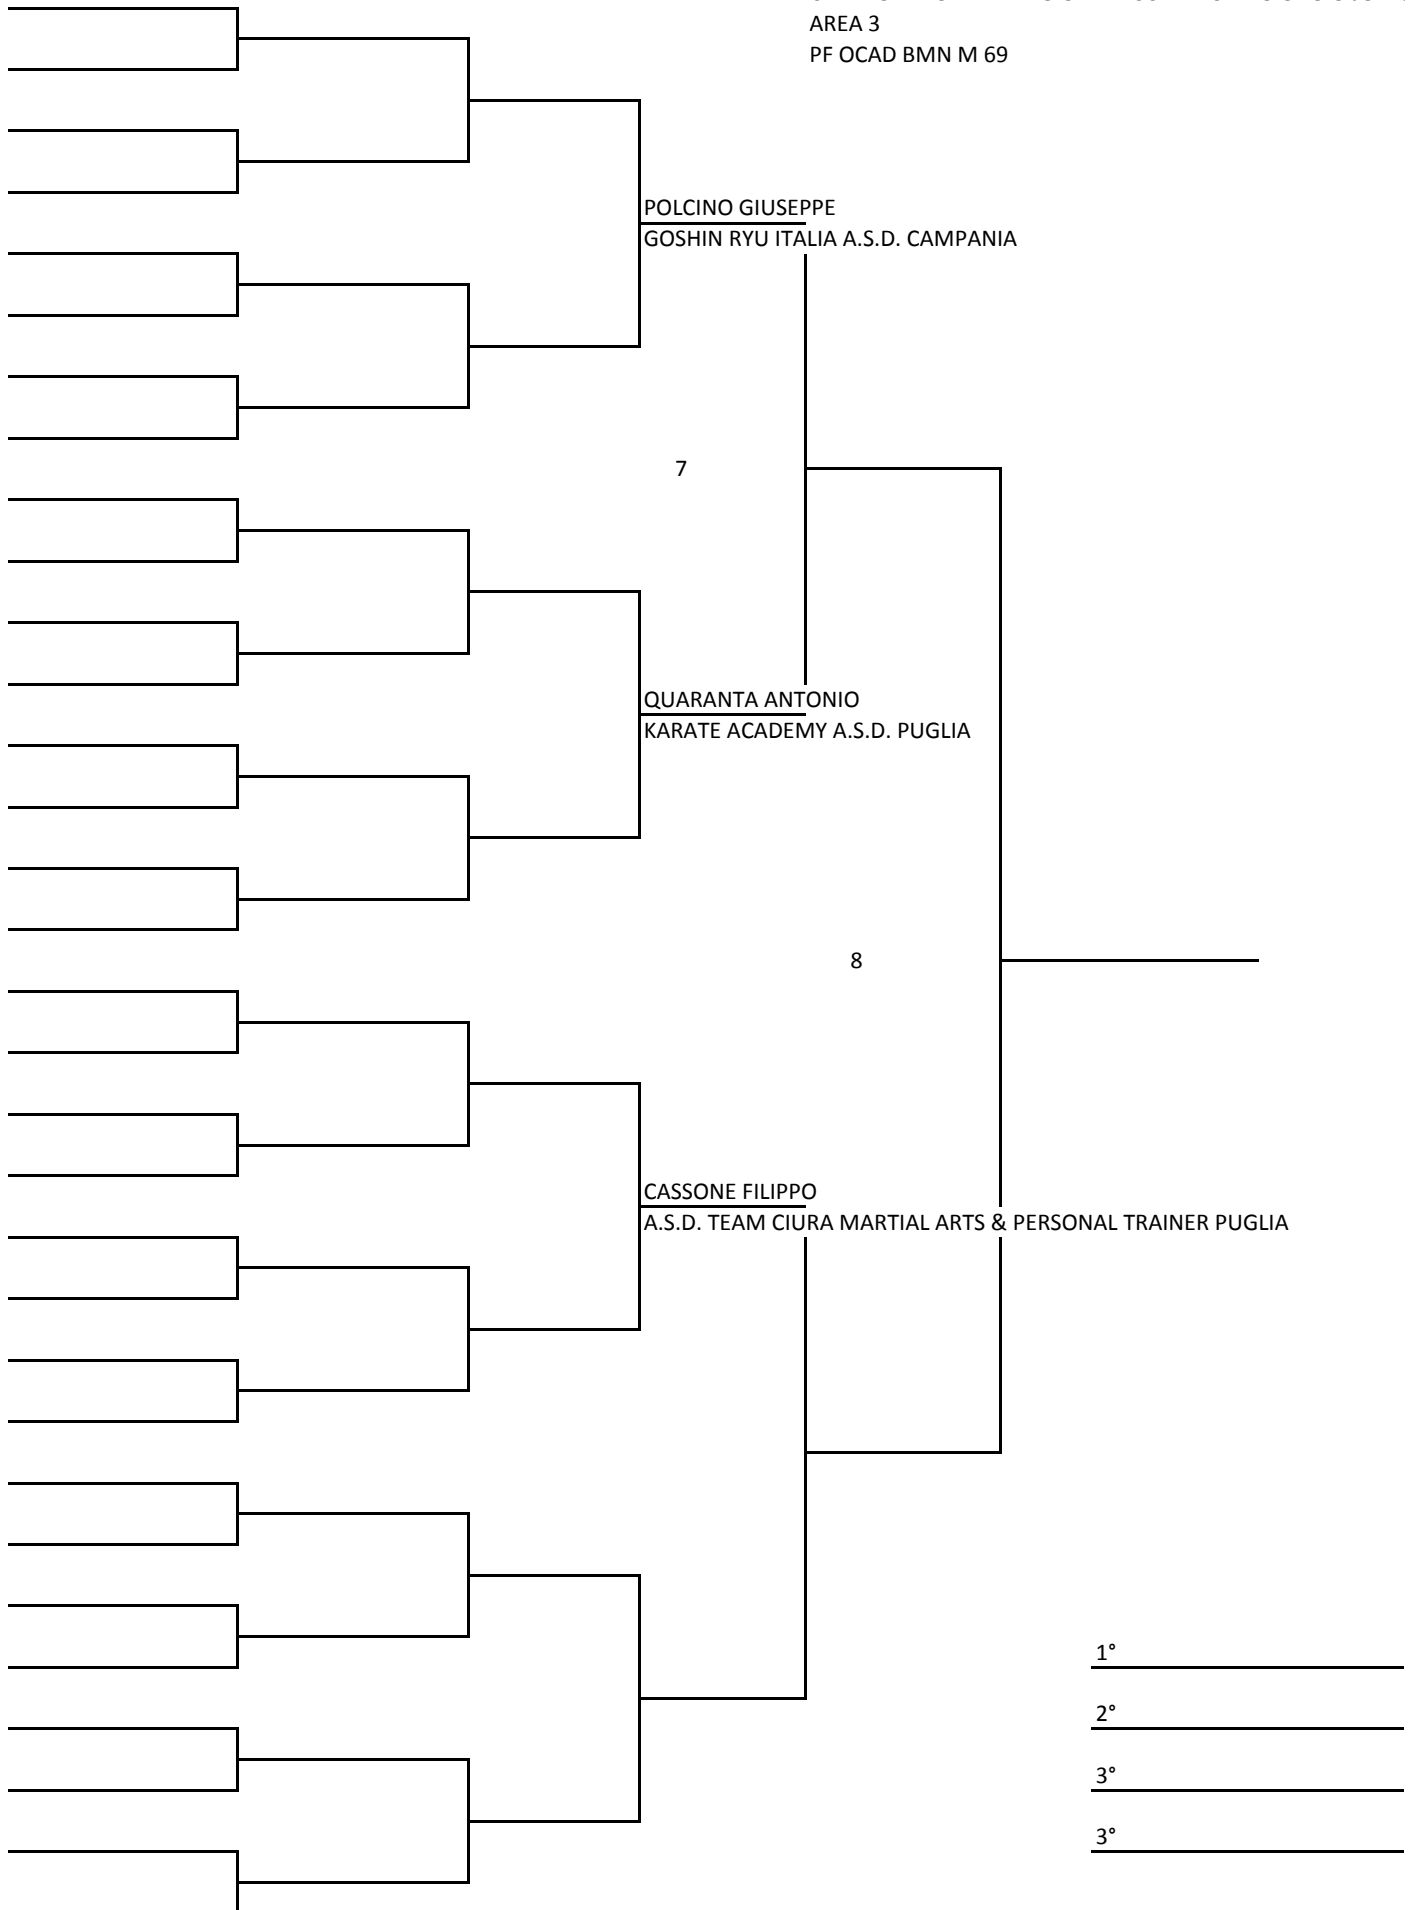 AREA 3
PF OCAD BMN M 69
POLCINO GIUSEPPE
GOSHIN RYU ITALIA A.S.D. CAMPANIA
7
QUARANTA ANTONIO
KARATE ACADEMY A.S.D. PUGLIA
8
CASSONE FILIPPO
A.S.D. TEAM CIURA MARTIAL ARTS & PERSONAL TRAINER PUGLIA
1°
2°
3°
3°